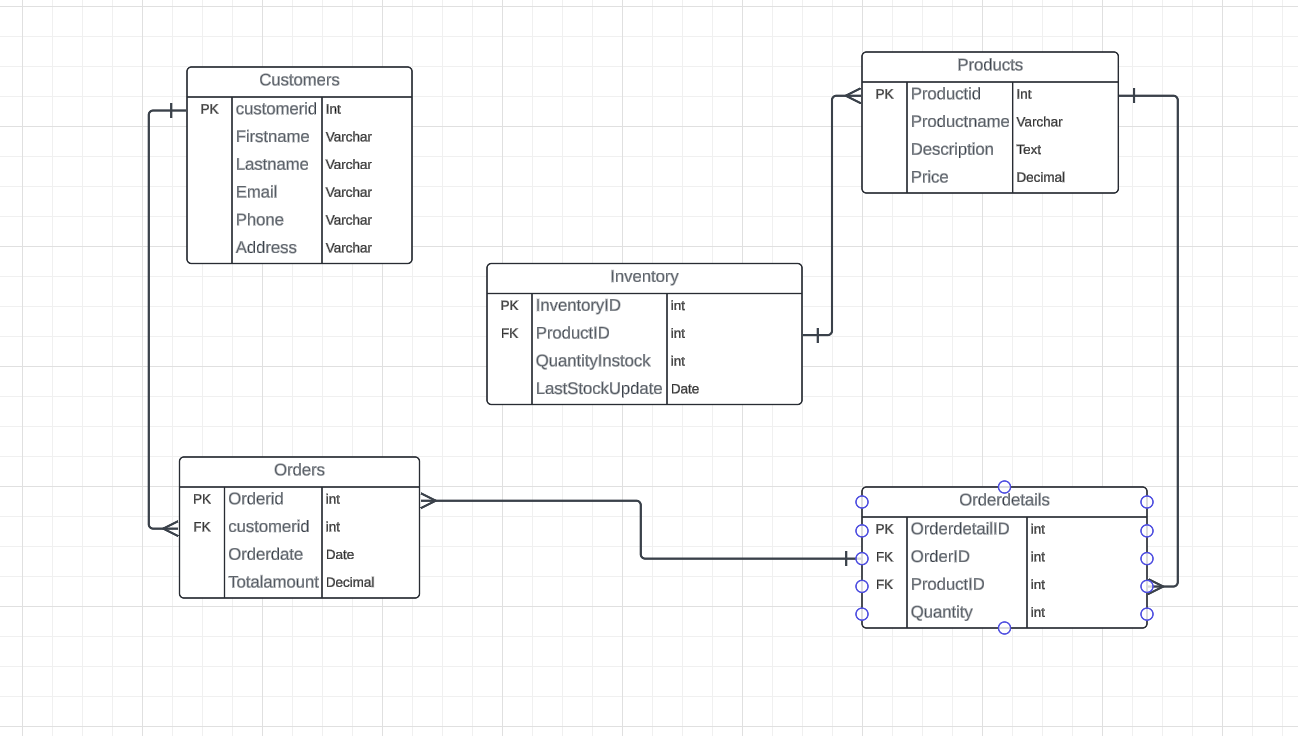 Customers
PK customerid Int
Firstname Varchar
Lastname Varchar
Email Varchar
Phone Varchar
Address Varchar
Products
PK Productid Int
Productname Varchar
Description Text
Price Decimal
Inventory
PK InventoryID int
FK ProductID int
QuantityInstock int
LastStockUpdate Date
Orders
PK Orderid int
FK customerid int
Orderdate Date
Totalamount Decimal
Orderdetails
PK OrderdetailID int
FK OrderID int
FK ProductID int
Quantity int